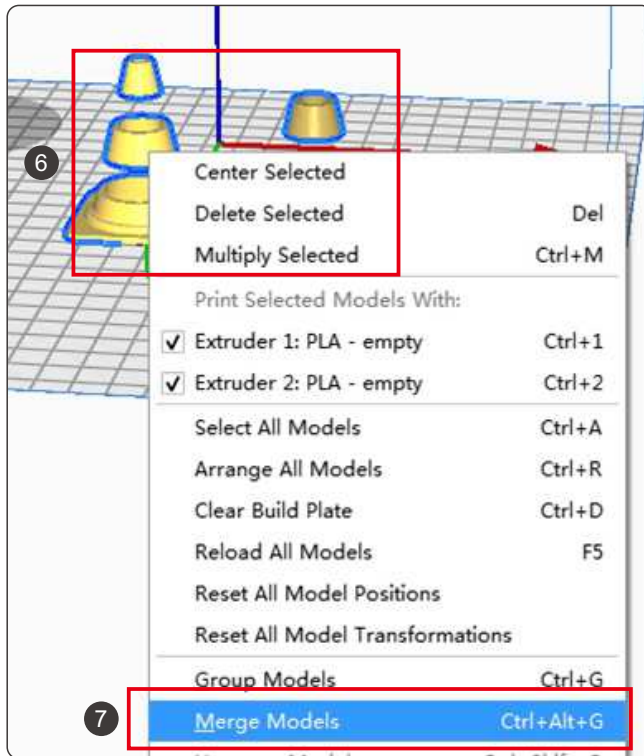 6
Center Selected
Delete Selected Del
Multiply Selected Ctrl+M
Print Selected Models With:
Extruder 1: PLA - empty Ctrl+1
Extruder 2: PLA - empty Ctrl+2
Select All Models Ctrl+A
Arrange All Models Ctrl+R
Clear Build Plate Ctrl+D
Reload All Models F5
Reset All Model Positions
Reset All Model Transformations
Group Models Ctrl+G
7 Merge Models Ctrl+Alt+G